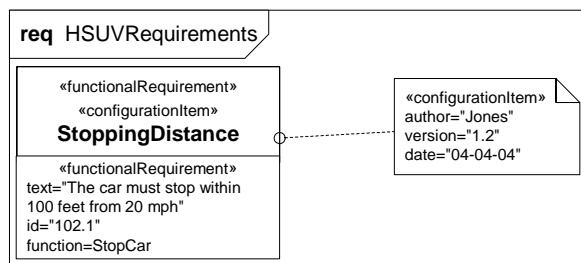 req HSUVRequirements
«functionalRequirement»
«configurationItem»
StoppingDistance
«functionalRequirement»
text="The car must stop within
100 feet from 20 mph"
id="102.1"
function=StopCar
«configurationItem»
author="Jones"
version="1.2"
date="04-04-04"